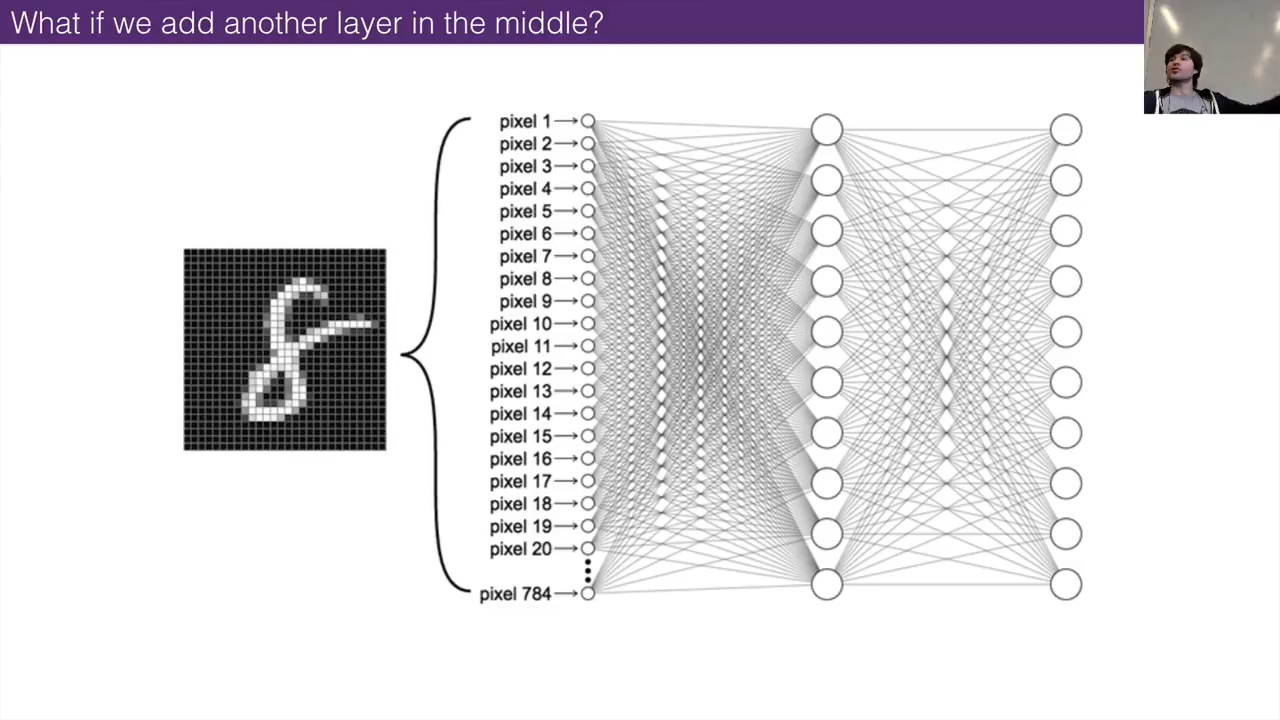 What if we add another layer in the middle?
pixel 1
pixel 2
pixel 3
pixel 4
pixel 5
pixel 6
pixel 7
pixel 8
pixel 9
pixel 10
pixel 11
pixel 12
pixel 13
pixel 14
pixel 15
pixel 16
pixel 17
pixel 18
pixel 19
pixel 20
pixel 784